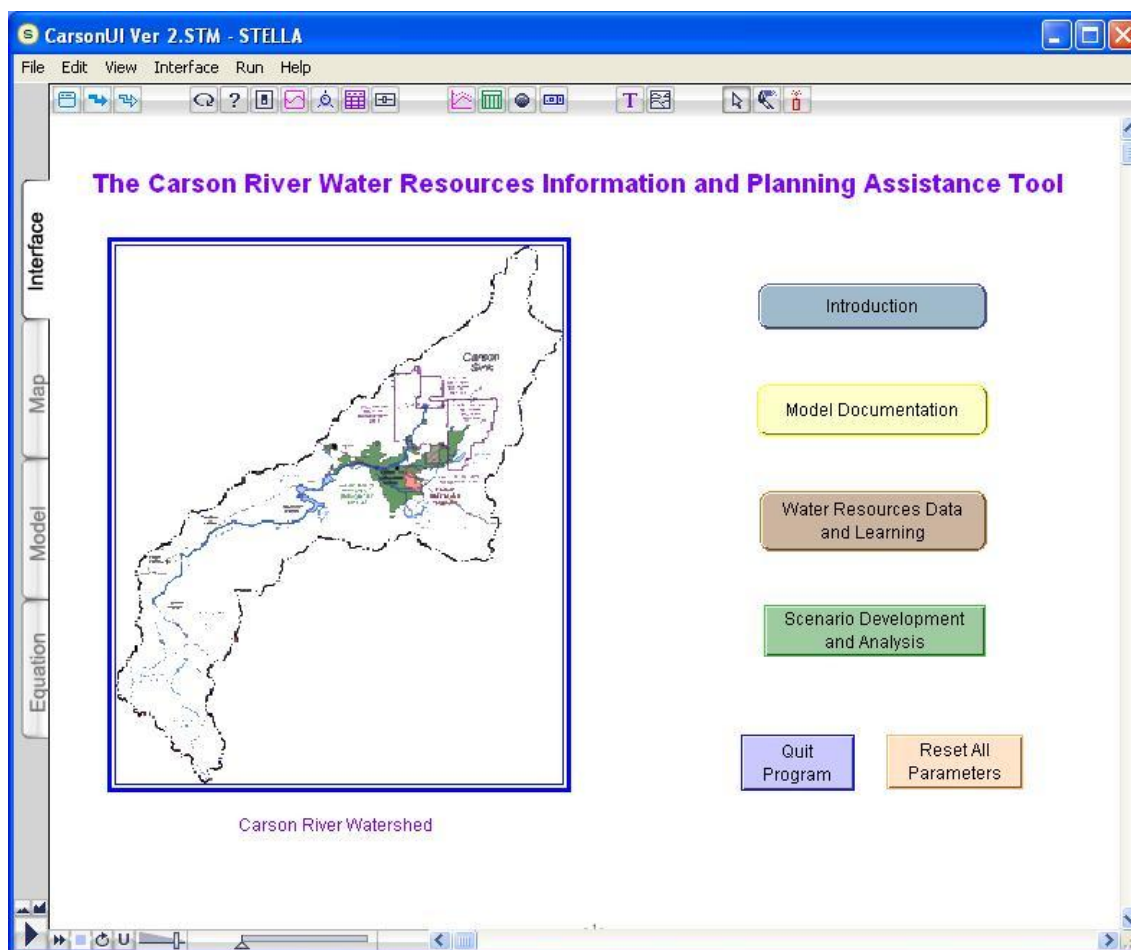 CarsonUI Ver 2.STM - STELLA
File Edit View Interface Run Help
The Carson River Water Resources Information and Planning Assistance Tool
Interface
Map
Model
Equation
Carson
Sink
Introduction
Model Documentation
Water Resources Data
and Learning
Scenario Development
and Analysis
Quit
Program
Reset All
Parameters
Carson River Watershed
U